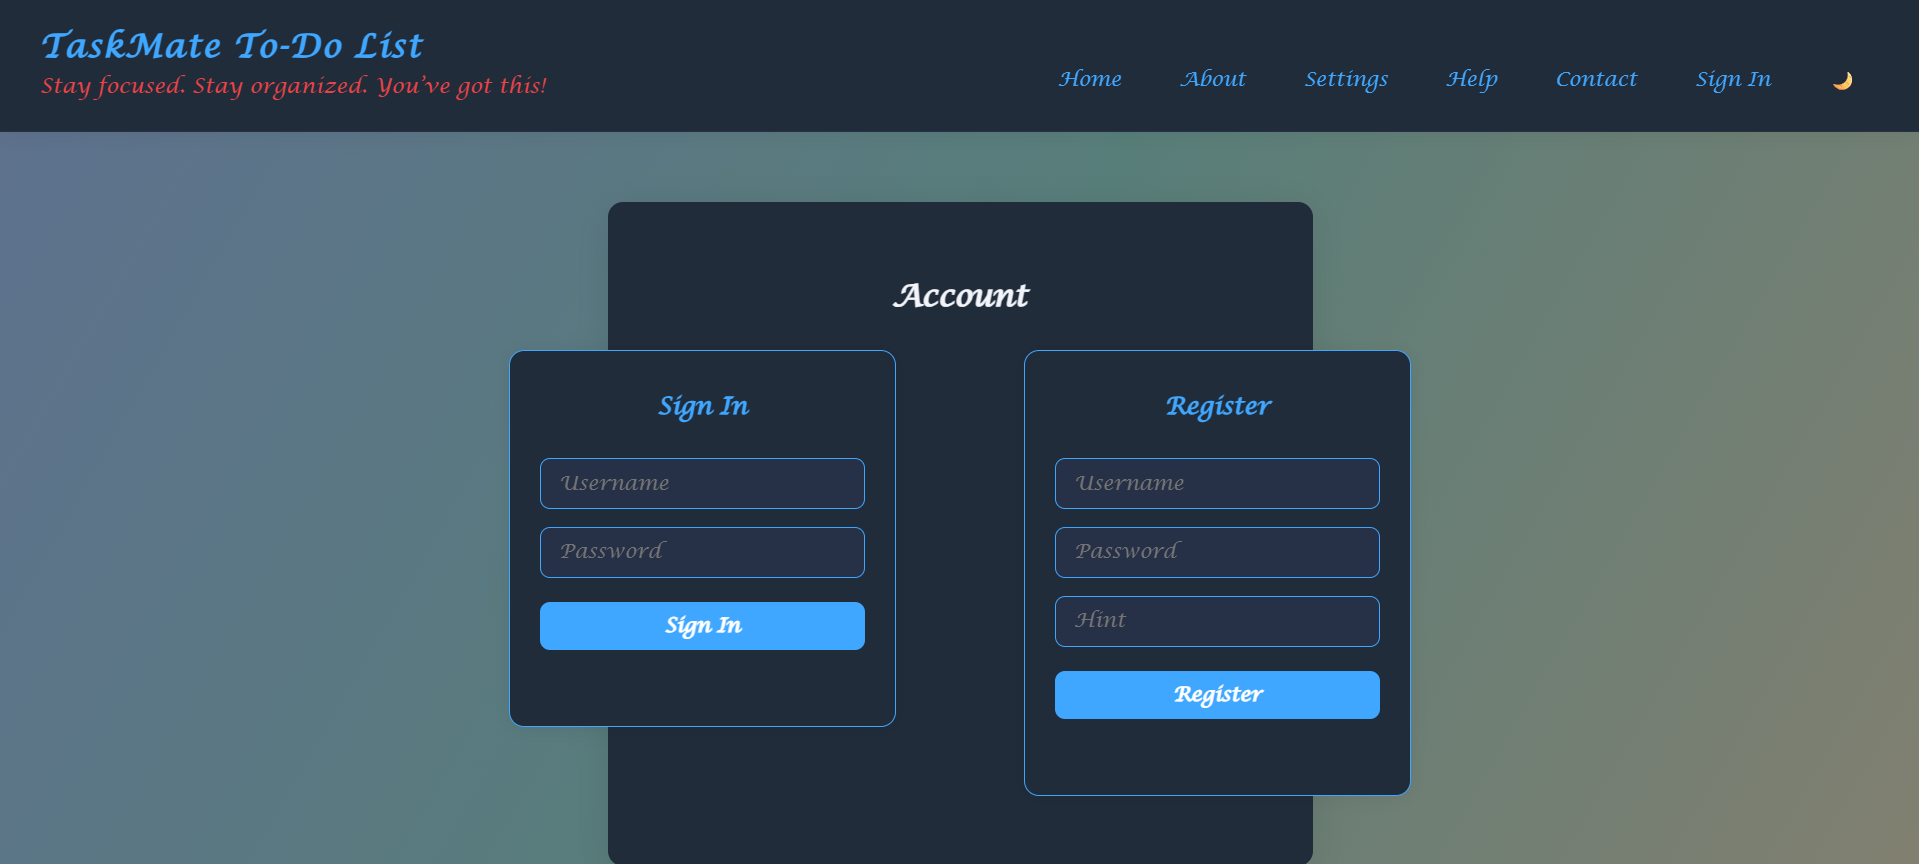 TaskMate To-Do List
Stay focused. Stay organized. You've got this!
Home About Settings Help Contact Sign In
Account
Sign In
Username
Password
Sign In
Register
Username
Password
Hint
Register